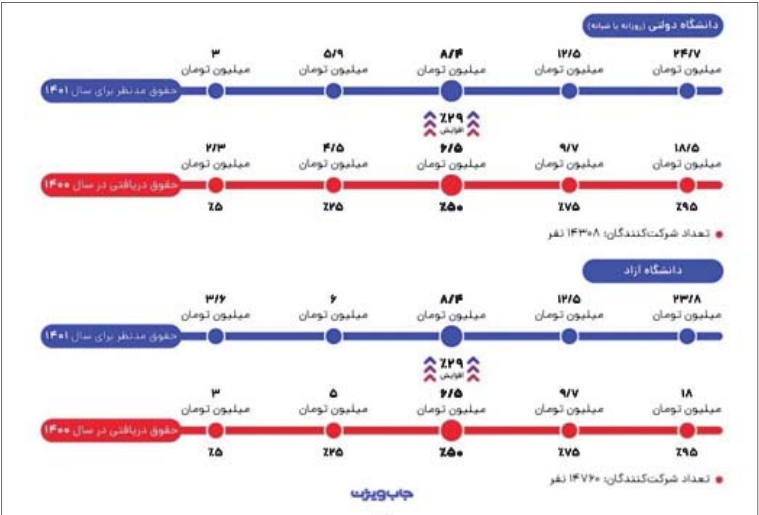 دانشگاه دولتی (روزانه یا شبانه)
۳ ۵/۹ ۸/۴ ۱۲/۵ ۲۴/۷
میلیون تومان میلیون تومان میلیون تومان میلیون تومان میلیون تومان
حقوق مدنظر برای سال ۱۴۰۱
٪۲۹
افزایش
۲/۳ ۴/۵ ۶/۵ ۹/۷ ۱۸/۵
میلیون تومان میلیون تومان میلیون تومان میلیون تومان میلیون تومان
حقوق دریافتی در سال ۱۴۰۰
٪۵ ٪۲۵ ٪۵۰ ٪۷۵ ٪۹۵
تعداد شرکت‌کنندگان: ۱۴۳۰۸ نفر
دانشگاه آزاد
۳/۶ ۶ ۸/۴ ۱۲/۵ ۲۳/۸
میلیون تومان میلیون تومان میلیون تومان میلیون تومان میلیون تومان
حقوق مدنظر برای سال ۱۴۰۱
٪۲۹
افزایش
۳ ۵ ۶/۵ ۹/۷ ۱۸
میلیون تومان میلیون تومان میلیون تومان میلیون تومان میلیون تومان
حقوق دریافتی در سال ۱۴۰۰
٪۵ ٪۲۵ ٪۵۰ ٪۷۵ ٪۹۵
تعداد شرکت‌کنندگان: ۱۴۷۶۰ نفر
جاب‌ویژن